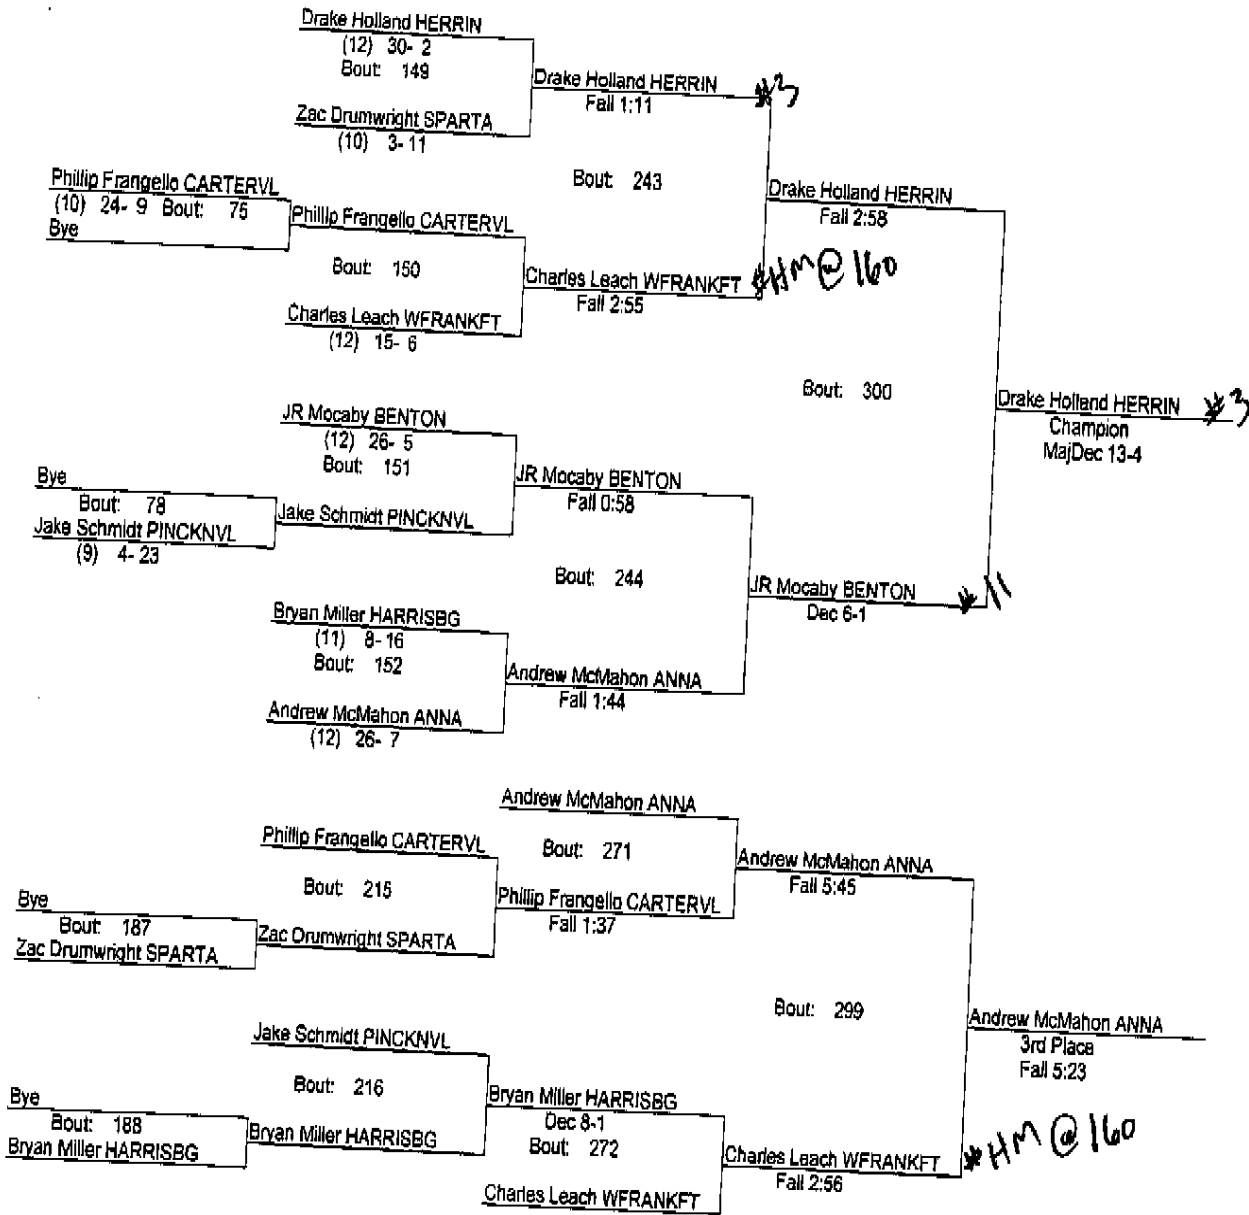 Drake Holland HERRIN
(12) 30- 2
Bout: 149
Drake Holland HERRIN
Fall 1:11
#3
Zac Drumwright SPARTA
(10) 3- 11
Bout: 243
Phillip Frangello CARTERVL
(10) 24- 9 Bout: 75
Bye
Phillip Frangello CARTERVL
Bout: 150
Charles Leach WFRANKFT
Fall 2:55
#HM @ 160
Charles Leach WFRANKFT
(12) 15- 6
Drake Holland HERRIN
Fall 2:58
Bout: 300
Drake Holland HERRIN
Champion
MajDec 13-4
#3
JR Mocaby BENTON
(12) 26- 5
Bout: 151
JR Mocaby BENTON
Fall 0:58
Bye
Bout: 78
Jake Schmidt PINCKNVL
(9) 4- 23
Jake Schmidt PINCKNVL
Bout: 244
JR Mocaby BENTON
Dec 6-1
#11
Bryan Miller HARRISBG
(11) 8- 16
Bout: 152
Andrew McMahon ANNA
Fall 1:44
Andrew McMahon ANNA
(12) 26- 7
Andrew McMahon ANNA
Bout: 271
Andrew McMahon ANNA
Fall 5:45
Phillip Frangello CARTERVL
Bout: 215
Phillip Frangello CARTERVL
Fall 1:37
Bye
Bout: 187
Zac Drumwright SPARTA
Zac Orumwright SPARTA
Bout: 299
Andrew McMahon ANNA
3rd Place
Fall 5:23
Jake Schmidt PINCKNVL
Bout: 216
Bryan Miller HARRISBG
Dec 8-1
Bout: 272
Bye
Bout: 188
Bryan Miller HARRISBG
Bryan Miller HARRISBG
Charles Leach WFRANKFT
Fall 2:56
#HM @ 160
Charles Leach WFRANKFT